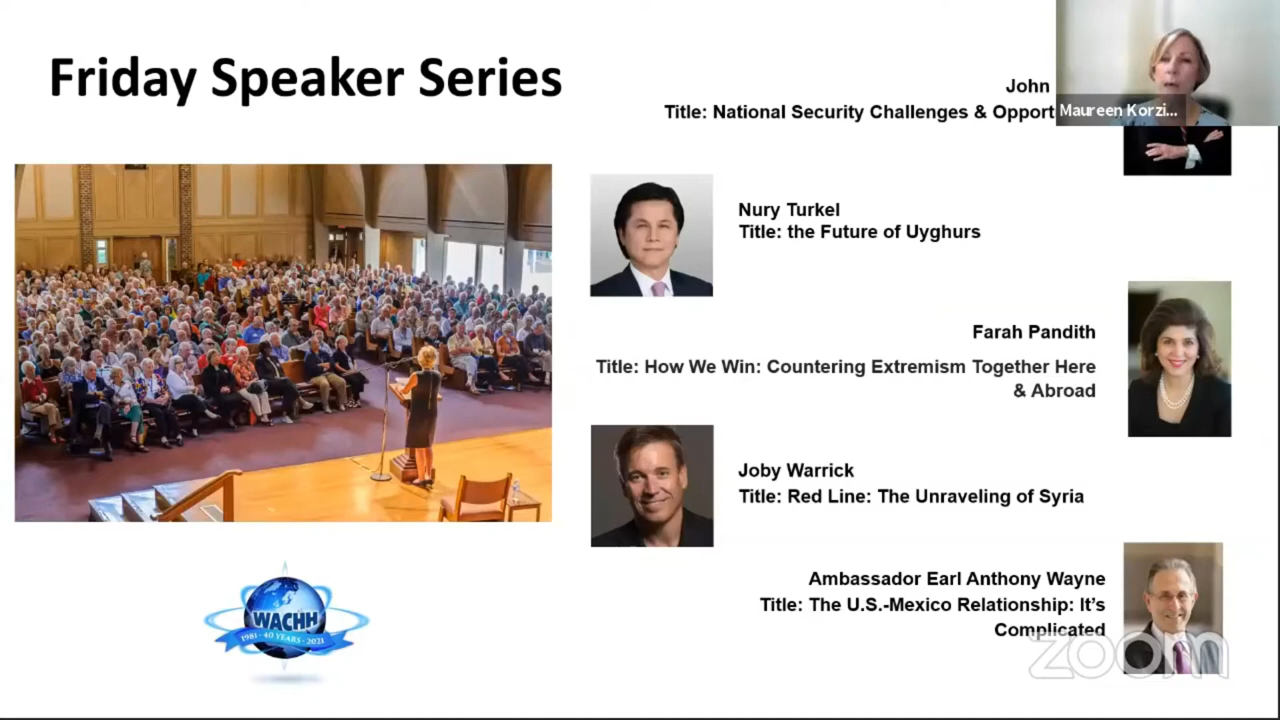 Friday Speaker Series
John
Title: National Security Challenges & Opport
Maureen Korzi...
Nury Turkel
Title: the Future of Uyghurs
Farah Pandith
Title: How We Win: Countering Extremism Together Here
& Abroad
Joby Warrick
Title: Red Line: The Unraveling of Syria
Ambassador Earl Anthony Wayne
Title: The U.S.-Mexico Relationship: It’s
Complicated
WACHH
1981 - 40 YEARS - 2021
zoom